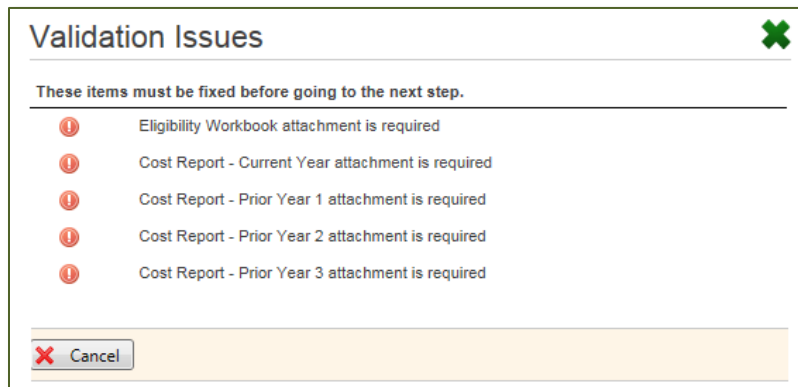 Validation Issues
These items must be fixed before going to the next step.
Eligibility Workbook attachment is required
Cost Report - Current Year attachment is required
Cost Report - Prior Year 1 attachment is required
Cost Report - Prior Year 2 attachment is required
Cost Report - Prior Year 3 attachment is required
Cancel